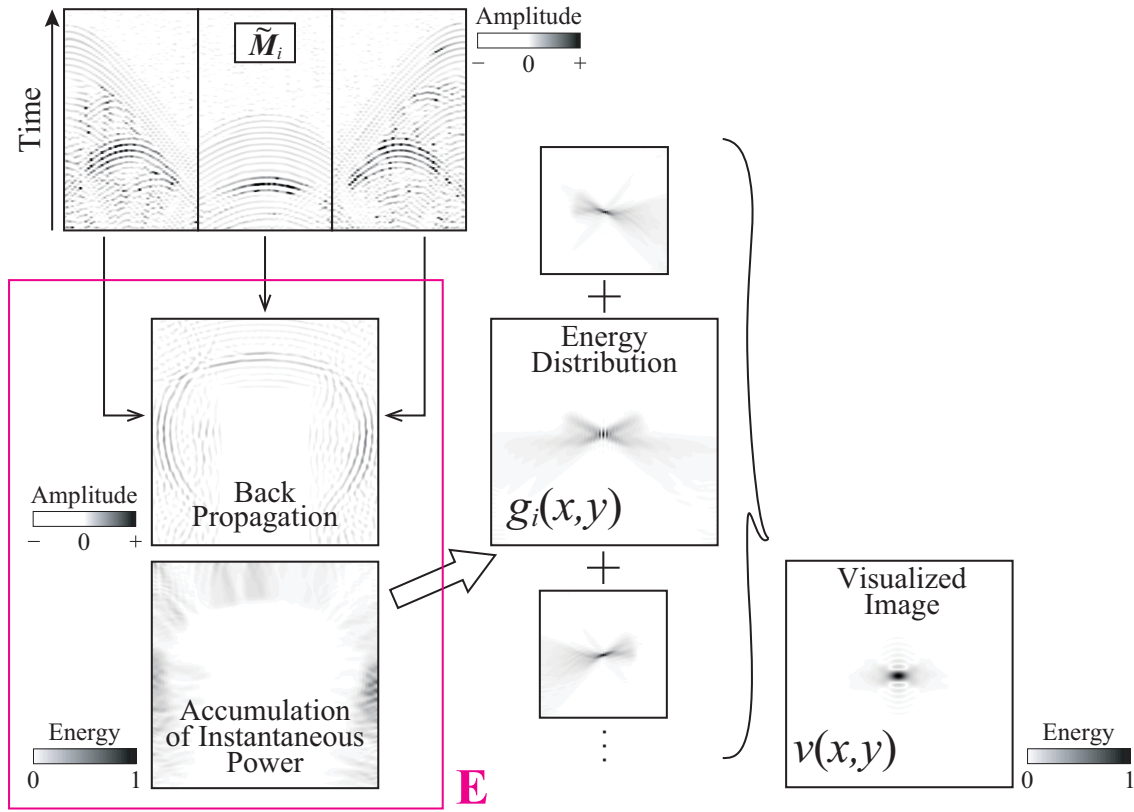 Time
M̃ᵢ
Amplitude
− 0 +
Back
Propagation
Amplitude
− 0 +
Accumulation
of Instantaneous
Power
Energy
0 1
E
+
Energy
Distribution
gᵢ(x,y)
+
⋮
Visualized
Image
v(x,y)
Energy
0 1